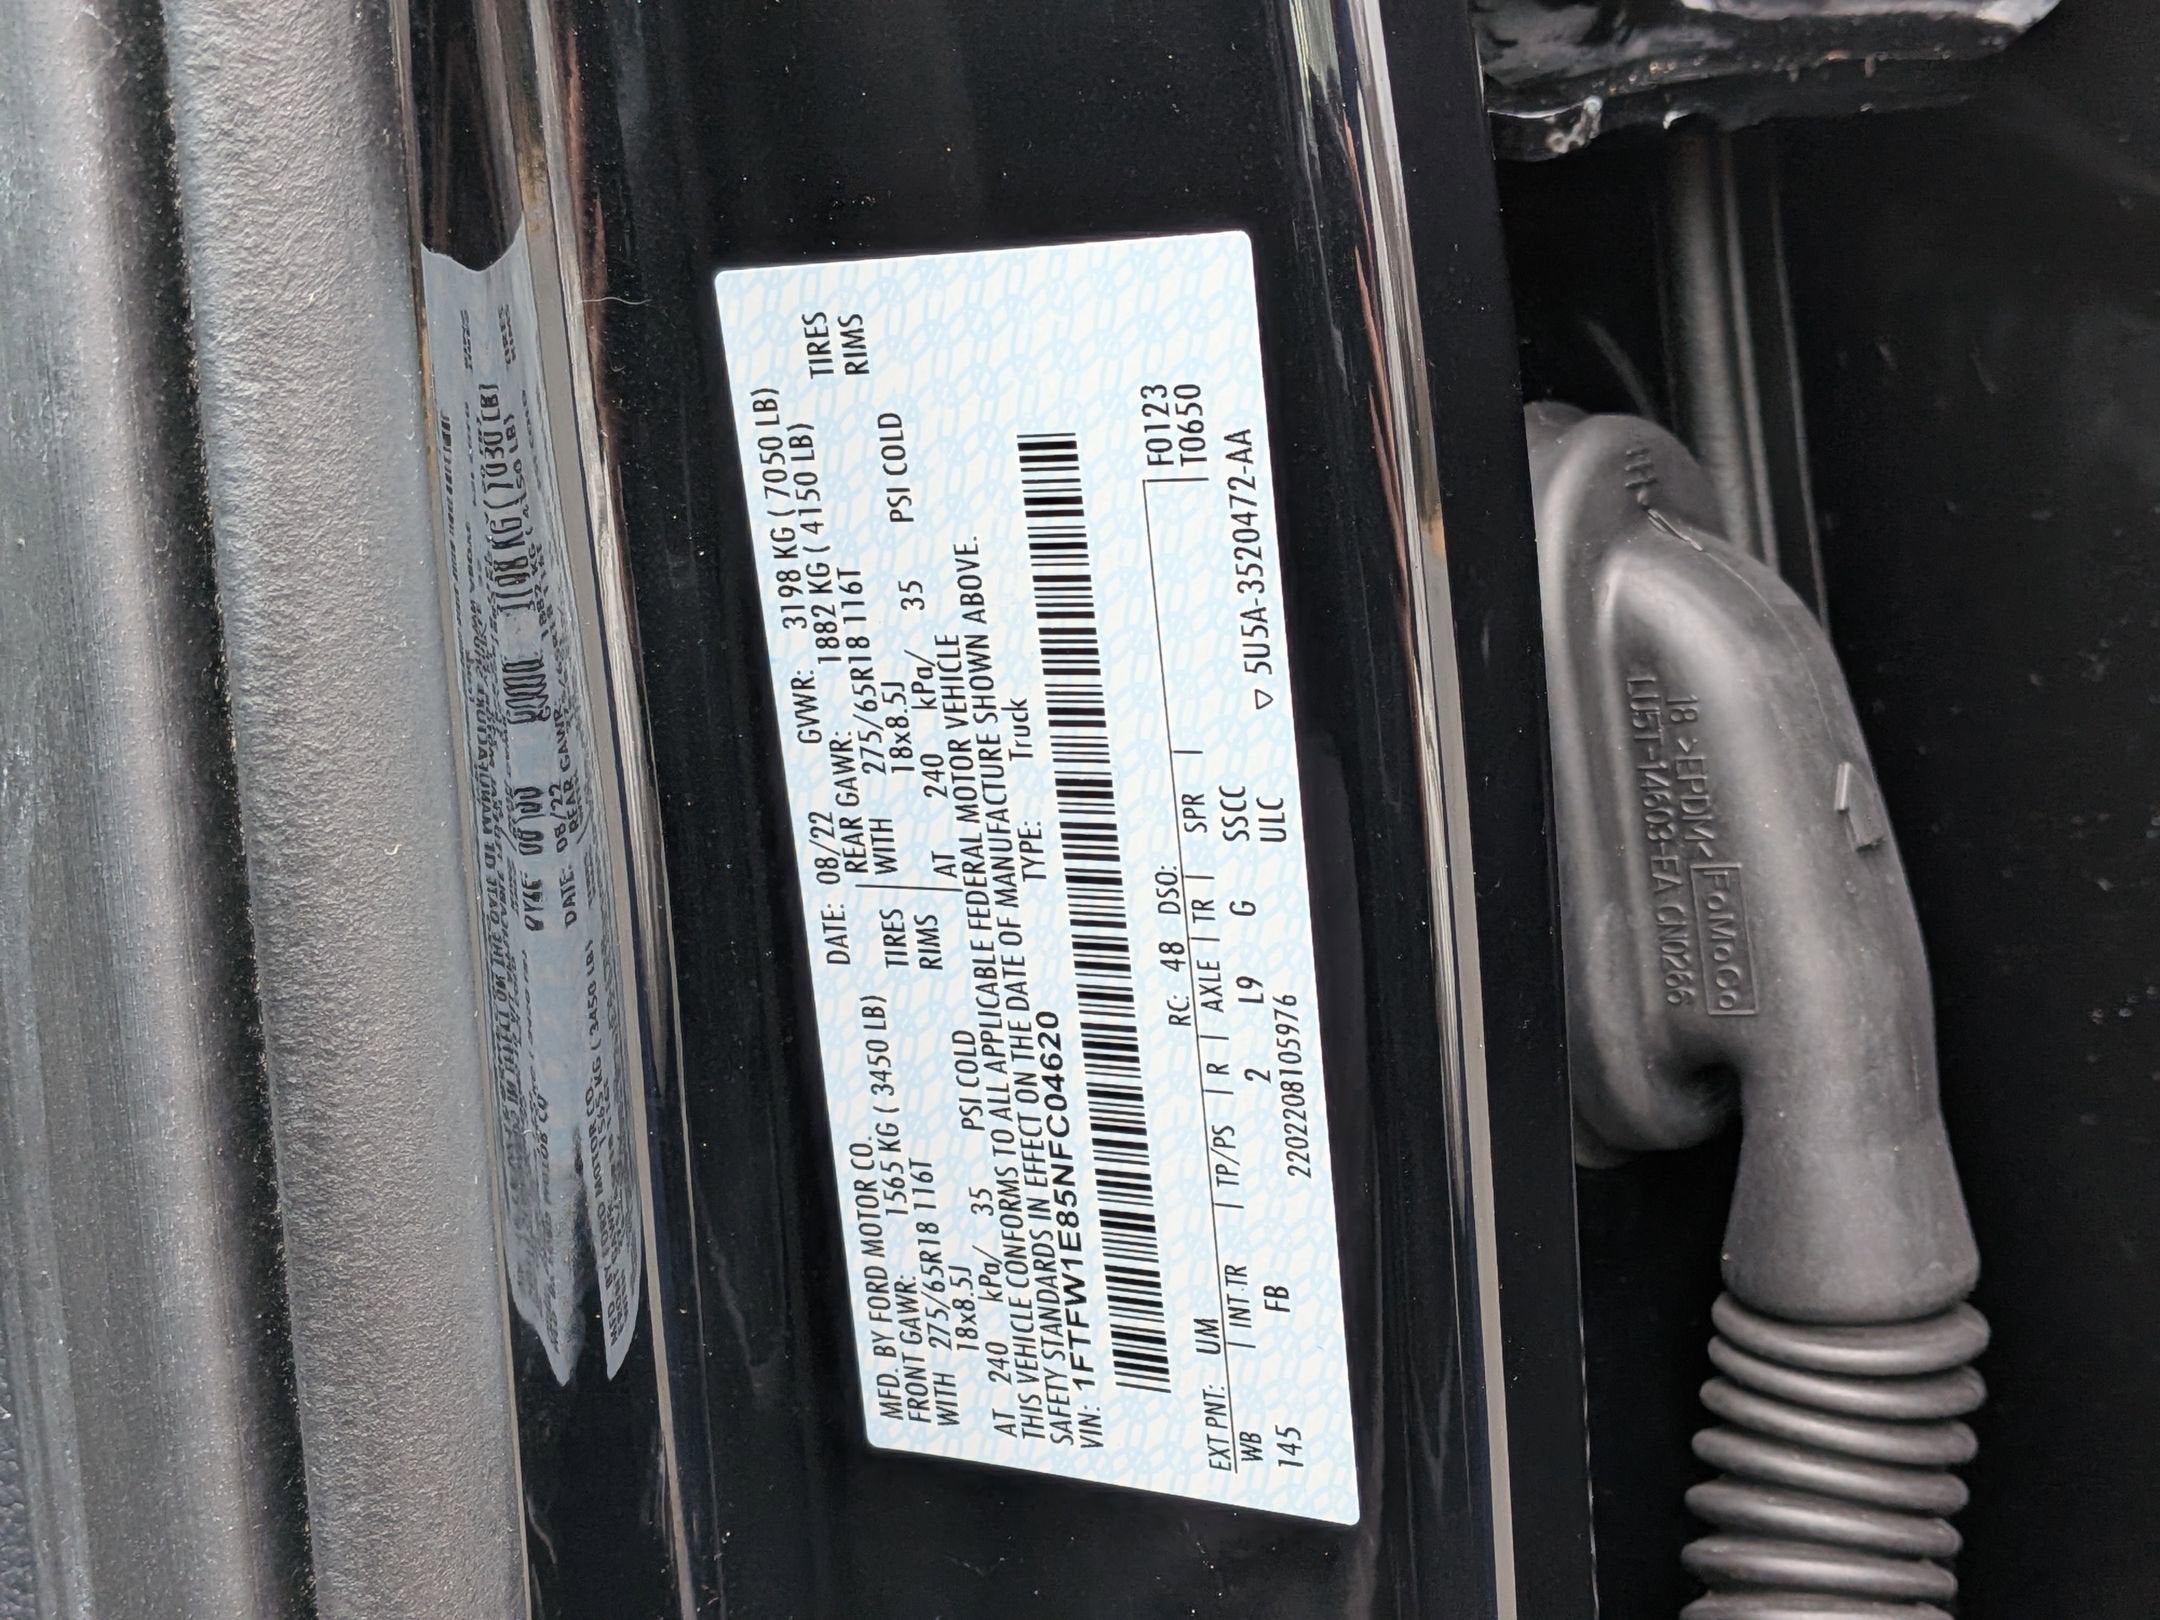 MFD. BY FORD MOTOR CO. DATE: 08/22 GVWR: 3198 KG ( 7050 LB)
FRONT GAWR: 1565 KG ( 3450 LB) REAR GAWR: 1882 KG ( 4150 LB)
WITH 275/65R18 116T TIRES WITH 275/65R18 116T TIRES
18x8.5J RIMS 18x8.5J RIMS
AT 240 kPa/ 35 PSI COLD AT 240 kPa/ 35 PSI COLD
THIS VEHICLE CONFORMS TO ALL APPLICABLE FEDERAL MOTOR VEHICLE
SAFETY STANDARDS IN EFFECT ON THE DATE OF MANUFACTURE SHOWN ABOVE.
VIN: 1FTFW1E85NFC04620 TYPE: Truck
EXT PNT: UM RC: 48 DSO: F0123
WB INT TR TP/PS R AXLE TR SPR T0650
145 FB 2 L9 G SSCC
2202208105976 ULC ▽ 5U5A-3520472-AA
18 >EPDM< FoMoCo
LU5T-14603-EA CN0266